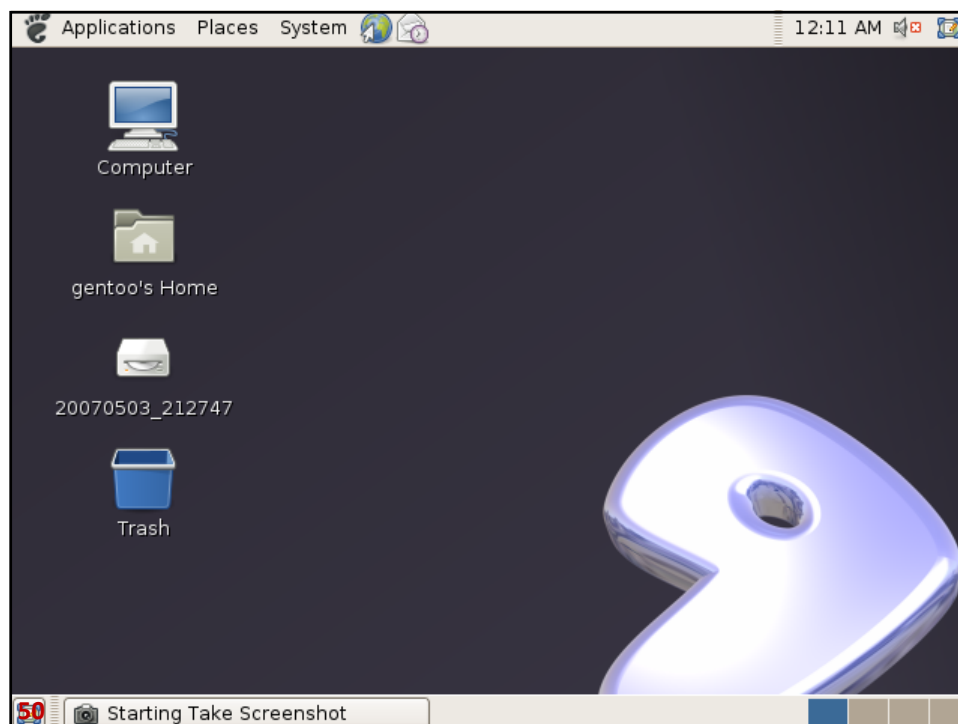 Applications Places System 12:11 AM
Computer
gentoo's Home
20070503_212747
Trash
50 Starting Take Screenshot